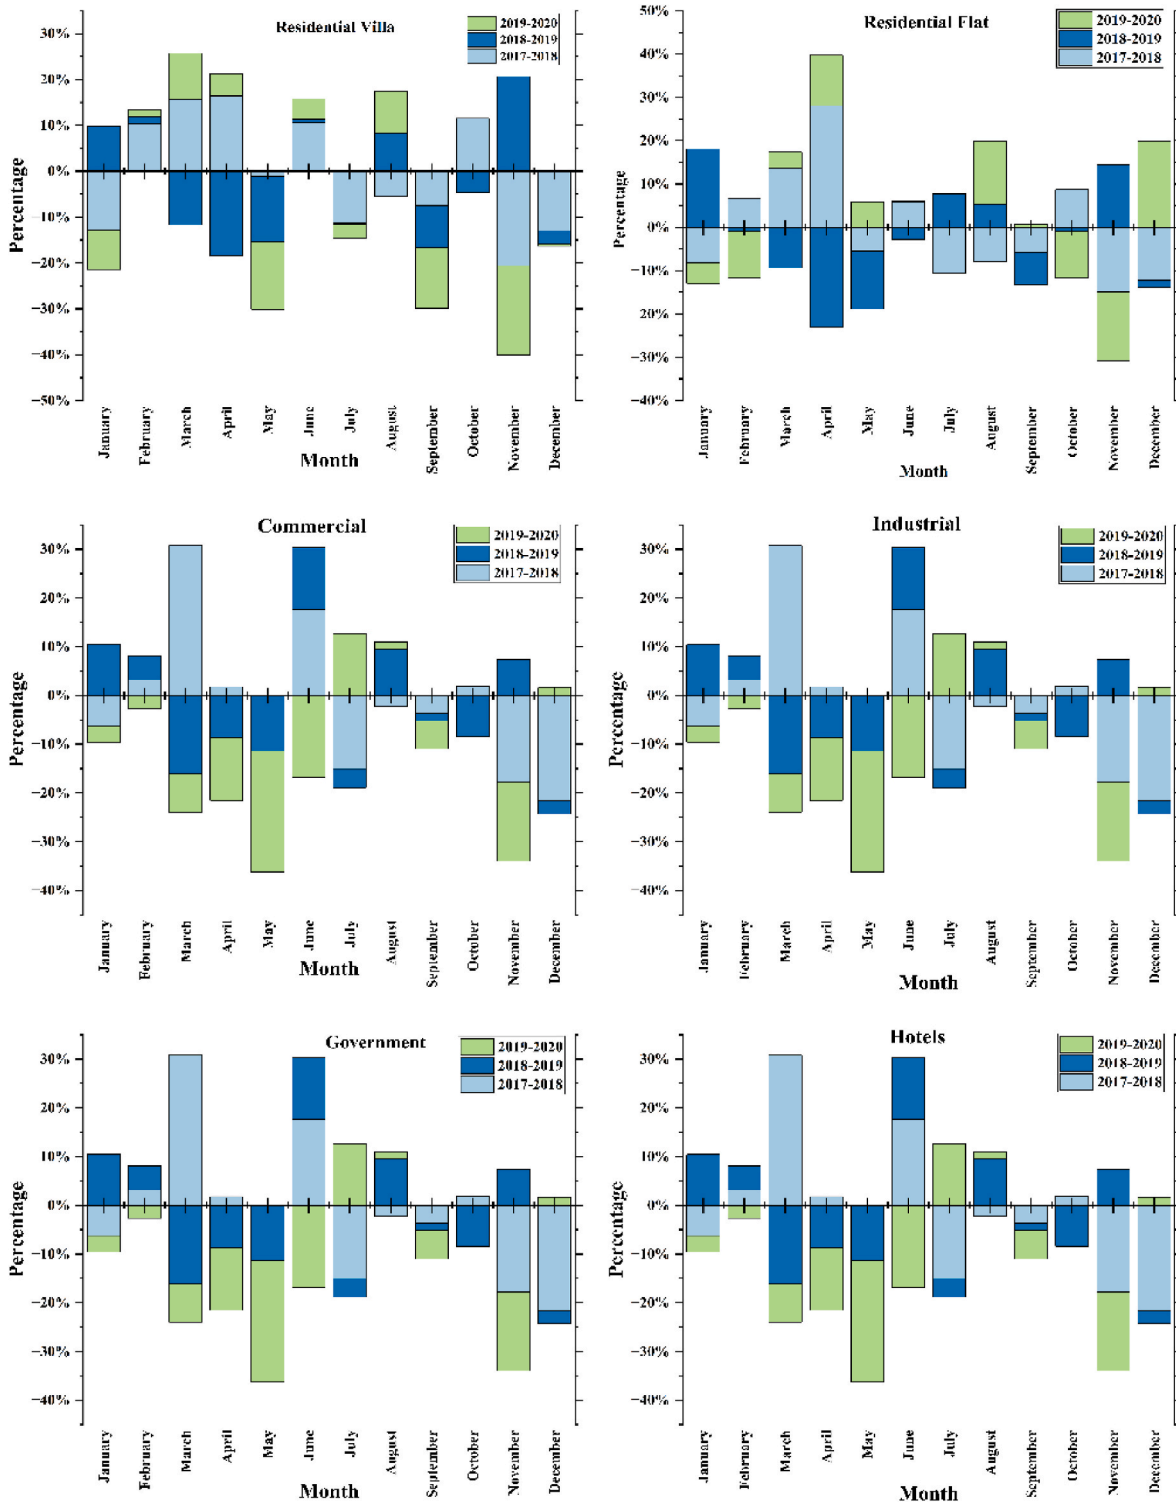 Residential Villa
2019-2020
2018-2019
2017-2018
30%
20%
10%
0%
−10%
−20%
−30%
−40%
−50%
Percentage
January
February
March
April
May
June
July
August
September
October
November
December
Month
Residential Flat
2019-2020
2018-2019
2017-2018
50%
40%
30%
20%
10%
0%
−10%
−20%
−30%
−40%
Percentage
January
February
March
April
May
June
July
August
September
October
November
December
Month
Commercial
2019-2020
2018-2019
2017-2018
30%
20%
10%
0%
−10%
−20%
−30%
−40%
Percentage
January
February
March
April
May
June
July
August
September
October
November
December
Month
Industrial
2019-2020
2018-2019
2017-2018
30%
20%
10%
0%
−10%
−20%
−30%
−40%
Percentage
January
February
March
April
May
June
July
August
September
October
November
December
Month
Government
2019-2020
2018-2019
2017-2018
30%
20%
10%
0%
−10%
−20%
−30%
−40%
Percentage
January
February
March
April
May
June
July
August
September
October
November
December
Month
Hotels
2019-2020
2018-2019
2017-2018
30%
20%
10%
0%
−10%
−20%
−30%
−40%
Percentage
January
February
March
April
May
June
July
August
September
October
November
December
Month